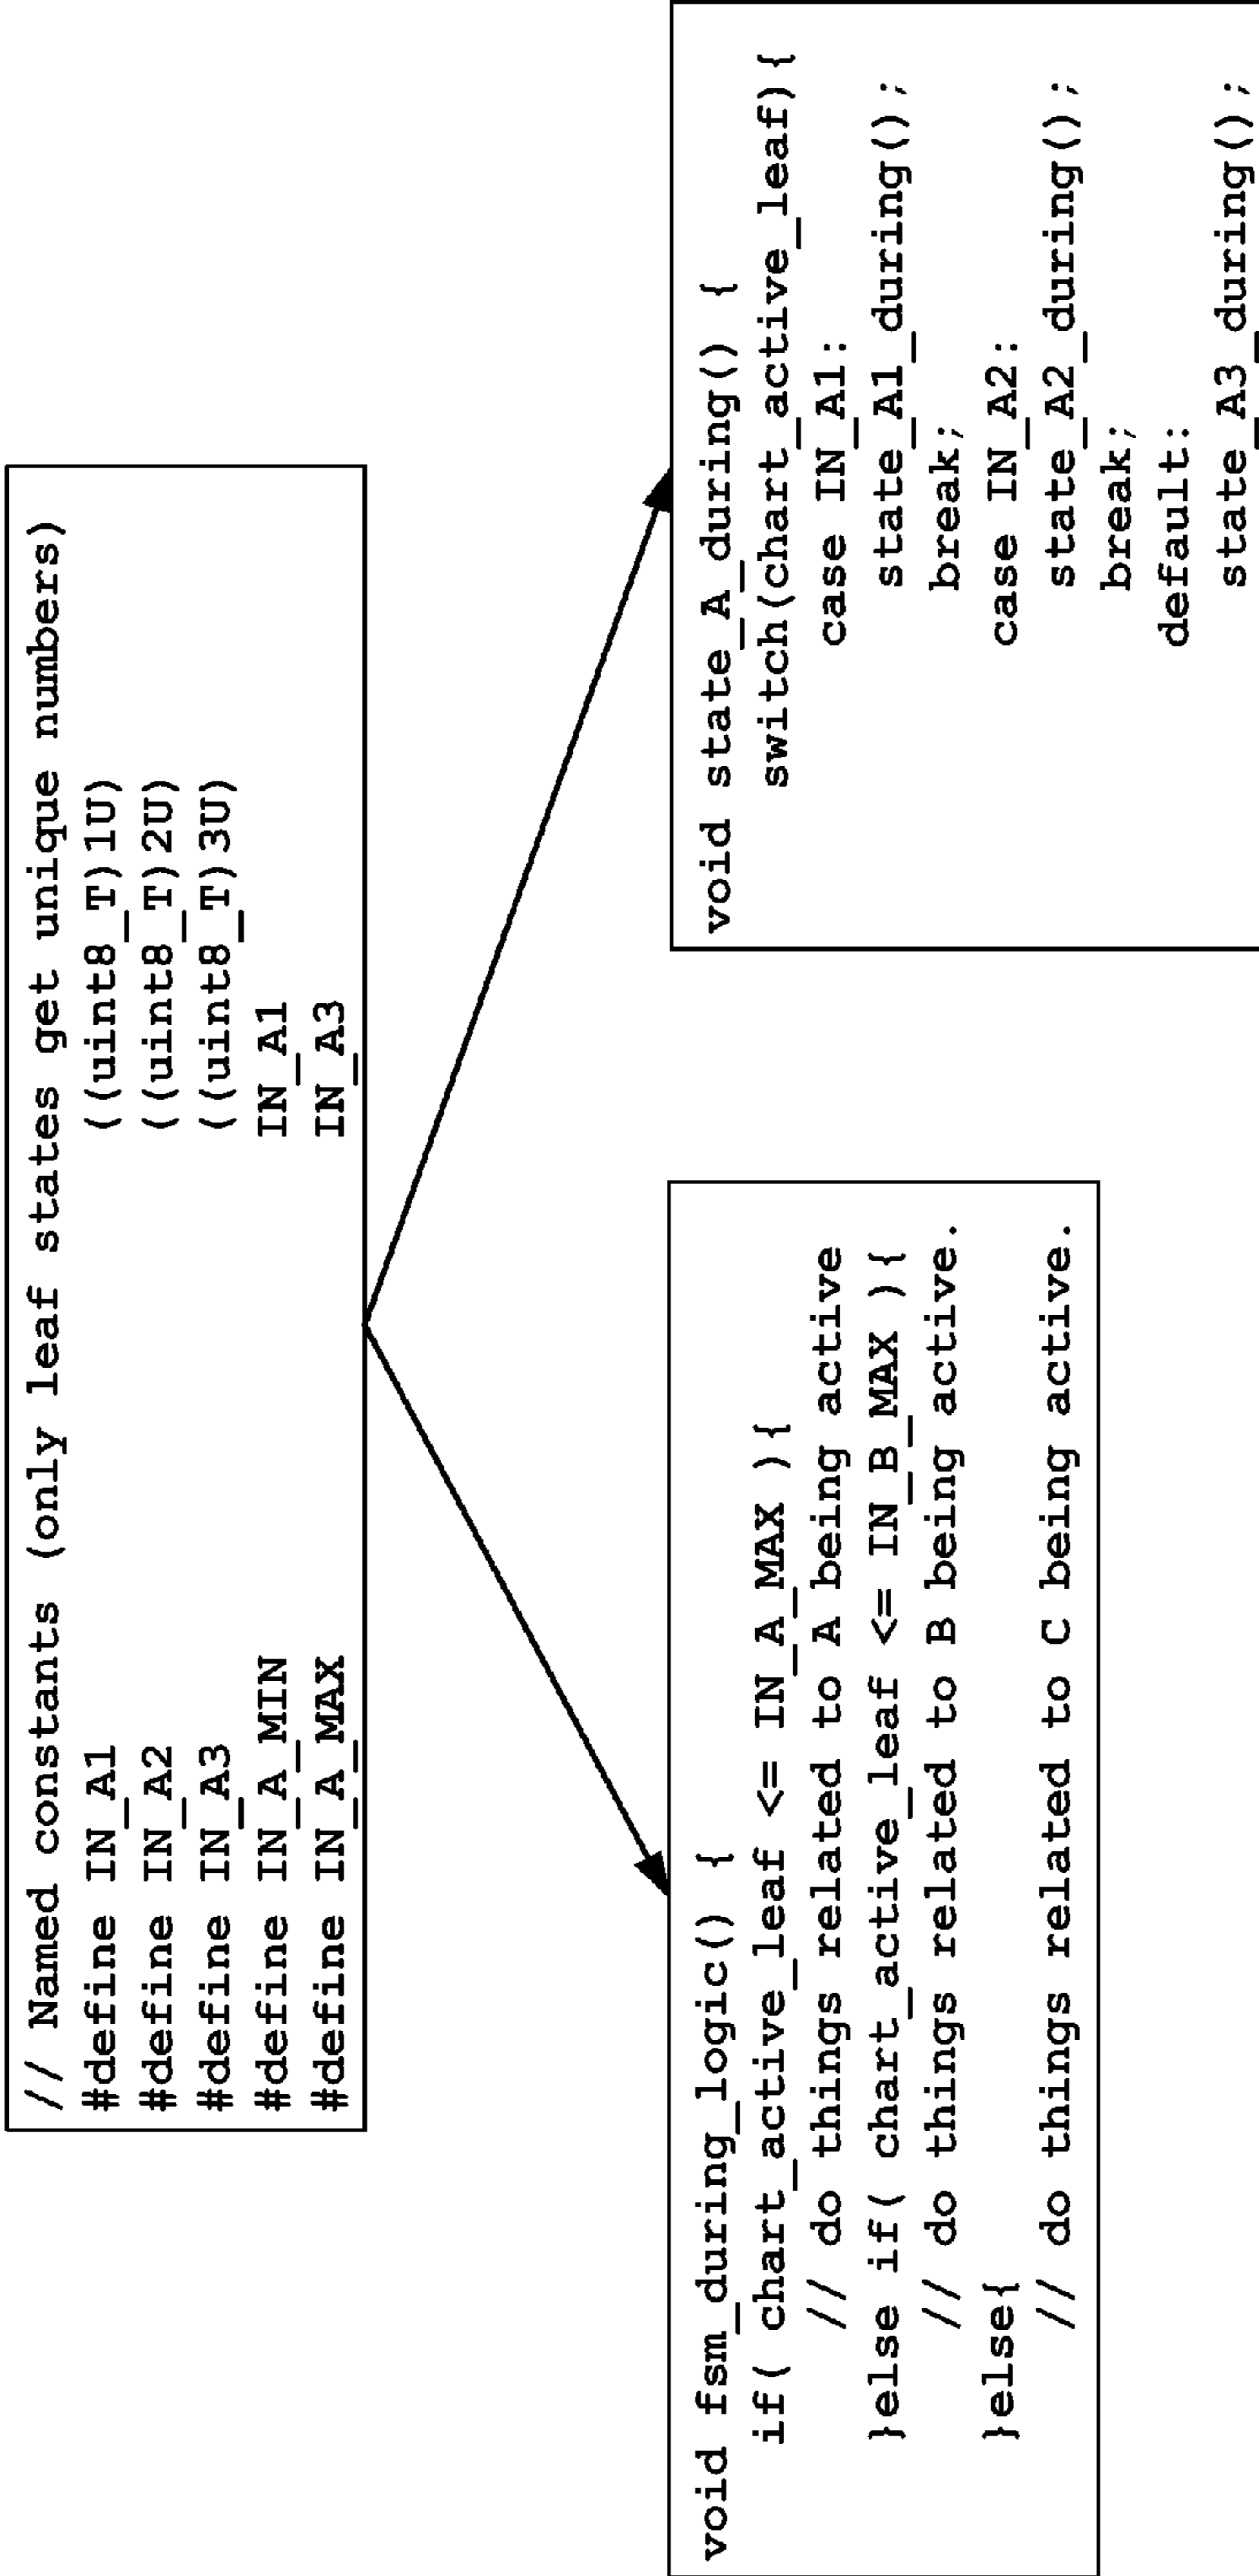 // Named constants (only leaf states get unique numbers)
#define IN_A1 ((uint8_T)1U)
#define IN_A2 ((uint8_T)2U)
#define IN_A3 ((uint8_T)3U)
#define IN_A_MIN IN_A1
#define IN_A_MAX IN_A3
void fsm_during_logic() {
if( chart_active_leaf <= IN_A_MAX ){
// do things related to A being active
}else if( chart_active_leaf <= IN_B_MAX ){
// do things related to B being active.
}else{
// do things related to C being active.
void state_A_during() {
switch(chart_active_leaf){
case IN_A1:
state_A1_during();
break;
case IN_A2:
state_A2_during();
break;
default:
state_A3_during();